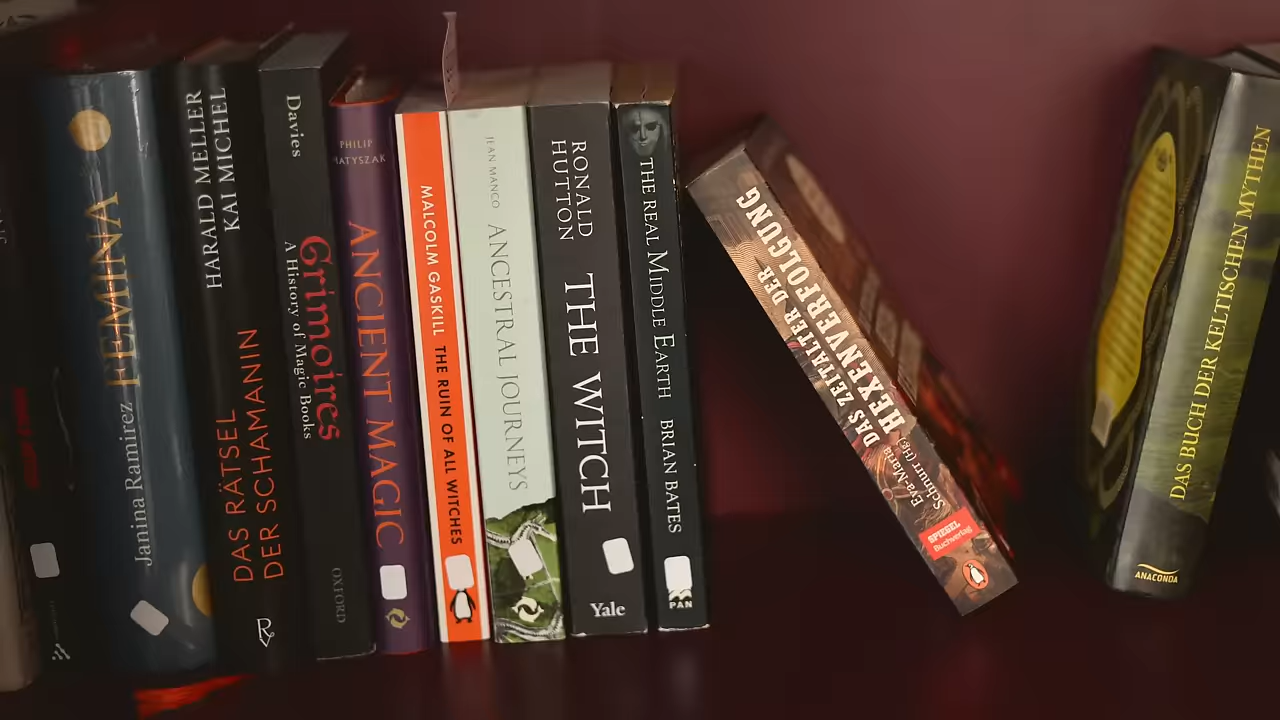 Janina Ramirez FEMINA
HARALD MELLER
KAI MICHEL
DAS RÄTSEL
DER SCHAMANIN
Davies
Grimoires
A History of Magic Books
OXFORD
PHILIP
MATYSZAK
ANCIENT MAGIC
MALCOLM GASKILL THE RUIN OF ALL WITCHES
JEAN MANCO ANCESTRAL JOURNEYS
RONALD
HUTTON
THE WITCH
Yale
THE REAL MIDDLE EARTH BRIAN BATES
PAN
DAS ZEITALTER DER
HEXENVERFOLGUNG
Eva-Maria
Schnurr (Hg.)
SPIEGEL
Buchverlag
DAS BUCH DER KELTISCHEN MYTHEN
ANACONDA